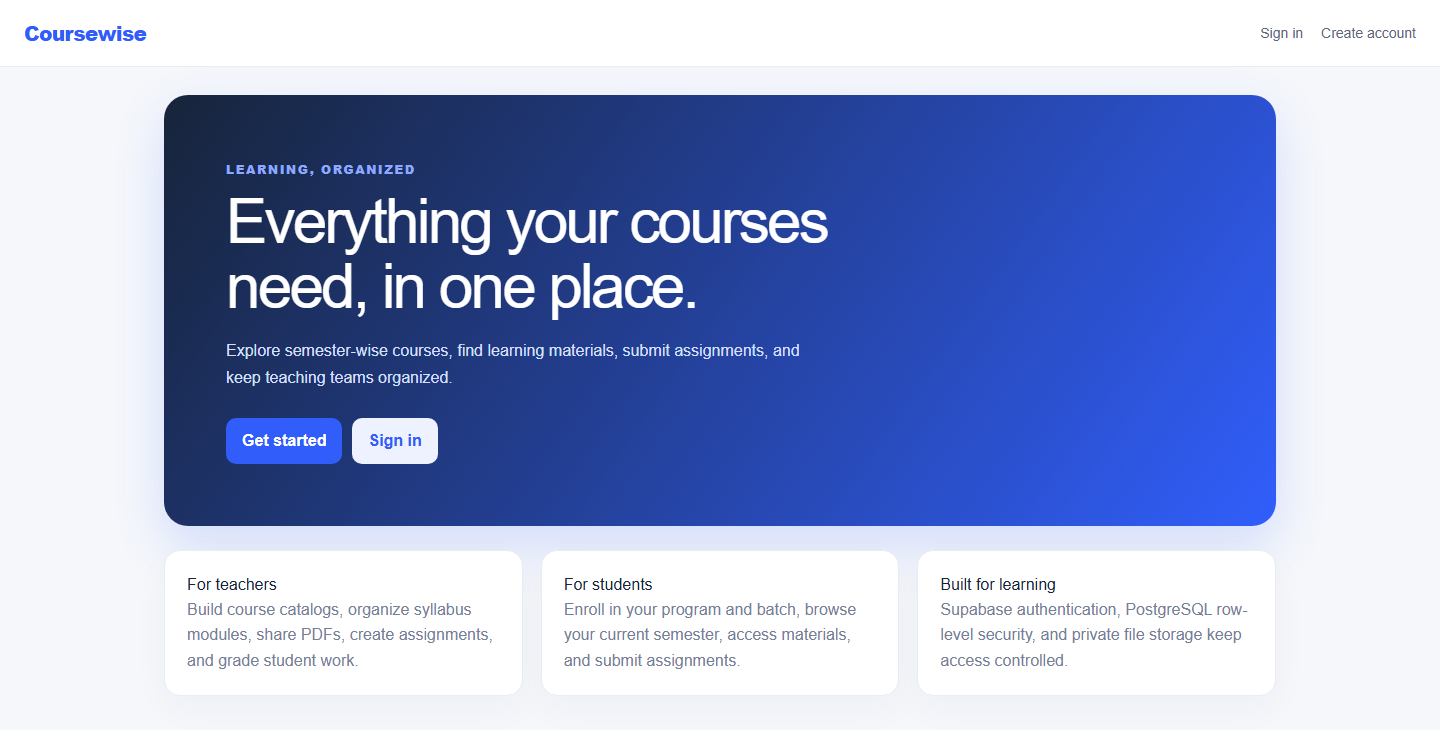 Coursewise
Sign in
Create account
LEARNING, ORGANIZED
Everything your courses
need, in one place.
Explore semester-wise courses, find learning materials, submit assignments, and
keep teaching teams organized.
Get started
Sign in
For teachers
Build course catalogs, organize syllabus
modules, share PDFs, create assignments,
and grade student work.
For students
Enroll in your program and batch, browse
your current semester, access materials,
and submit assignments.
Built for learning
Supabase authentication, PostgreSQL row-
level security, and private file storage keep
access controlled.